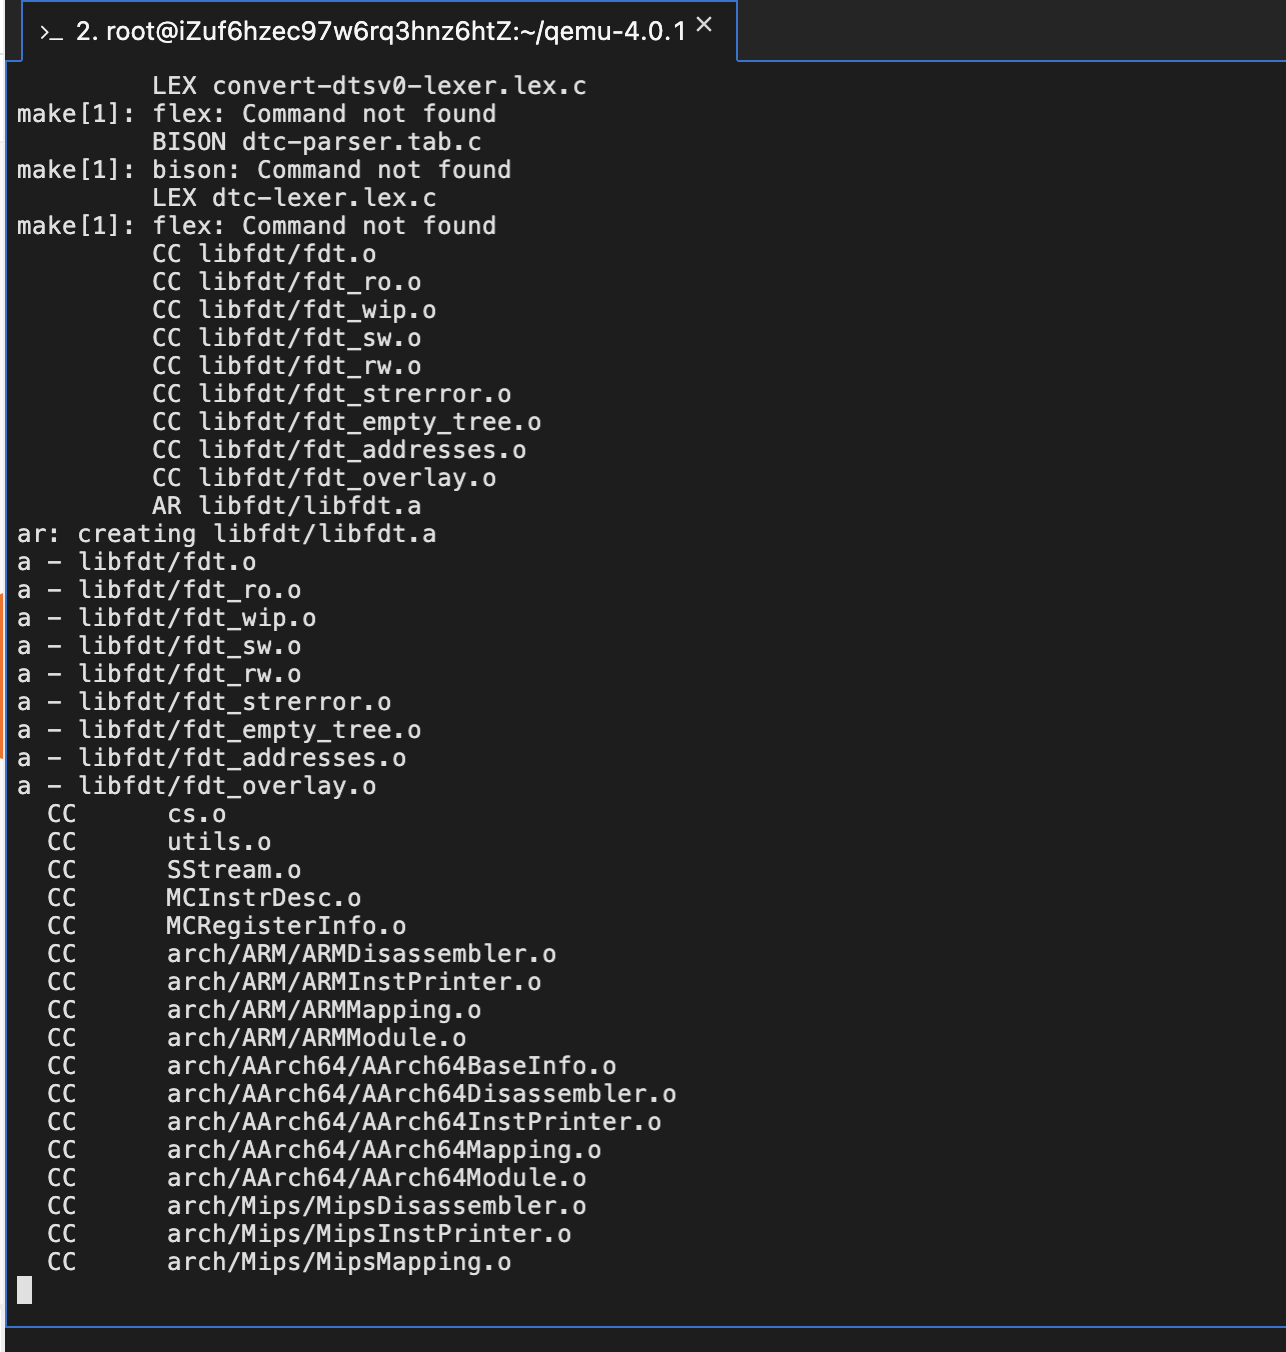 >_ 2. root@iZuf6hzec97w6rq3hnz6htZ:~/qemu-4.0.1 ×
LEX convert-dtsv0-lexer.lex.c
make[1]: flex: Command not found
BISON dtc-parser.tab.c
make[1]: bison: Command not found
LEX dtc-lexer.lex.c
make[1]: flex: Command not found
CC libfdt/fdt.o
CC libfdt/fdt_ro.o
CC libfdt/fdt_wip.o
CC libfdt/fdt_sw.o
CC libfdt/fdt_rw.o
CC libfdt/fdt_strerror.o
CC libfdt/fdt_empty_tree.o
CC libfdt/fdt_addresses.o
CC libfdt/fdt_overlay.o
AR libfdt/libfdt.a
ar: creating libfdt/libfdt.a
a - libfdt/fdt.o
a - libfdt/fdt_ro.o
a - libfdt/fdt_wip.o
a - libfdt/fdt_sw.o
a - libfdt/fdt_rw.o
a - libfdt/fdt_strerror.o
a - libfdt/fdt_empty_tree.o
a - libfdt/fdt_addresses.o
a - libfdt/fdt_overlay.o
CC cs.o
CC utils.o
CC SStream.o
CC MCInstrDesc.o
CC MCRegisterInfo.o
CC arch/ARM/ARMDisassembler.o
CC arch/ARM/ARMInstPrinter.o
CC arch/ARM/ARMMapping.o
CC arch/ARM/ARMModule.o
CC arch/AArch64/AArch64BaseInfo.o
CC arch/AArch64/AArch64Disassembler.o
CC arch/AArch64/AArch64InstPrinter.o
CC arch/AArch64/AArch64Mapping.o
CC arch/AArch64/AArch64Module.o
CC arch/Mips/MipsDisassembler.o
CC arch/Mips/MipsInstPrinter.o
CC arch/Mips/MipsMapping.o